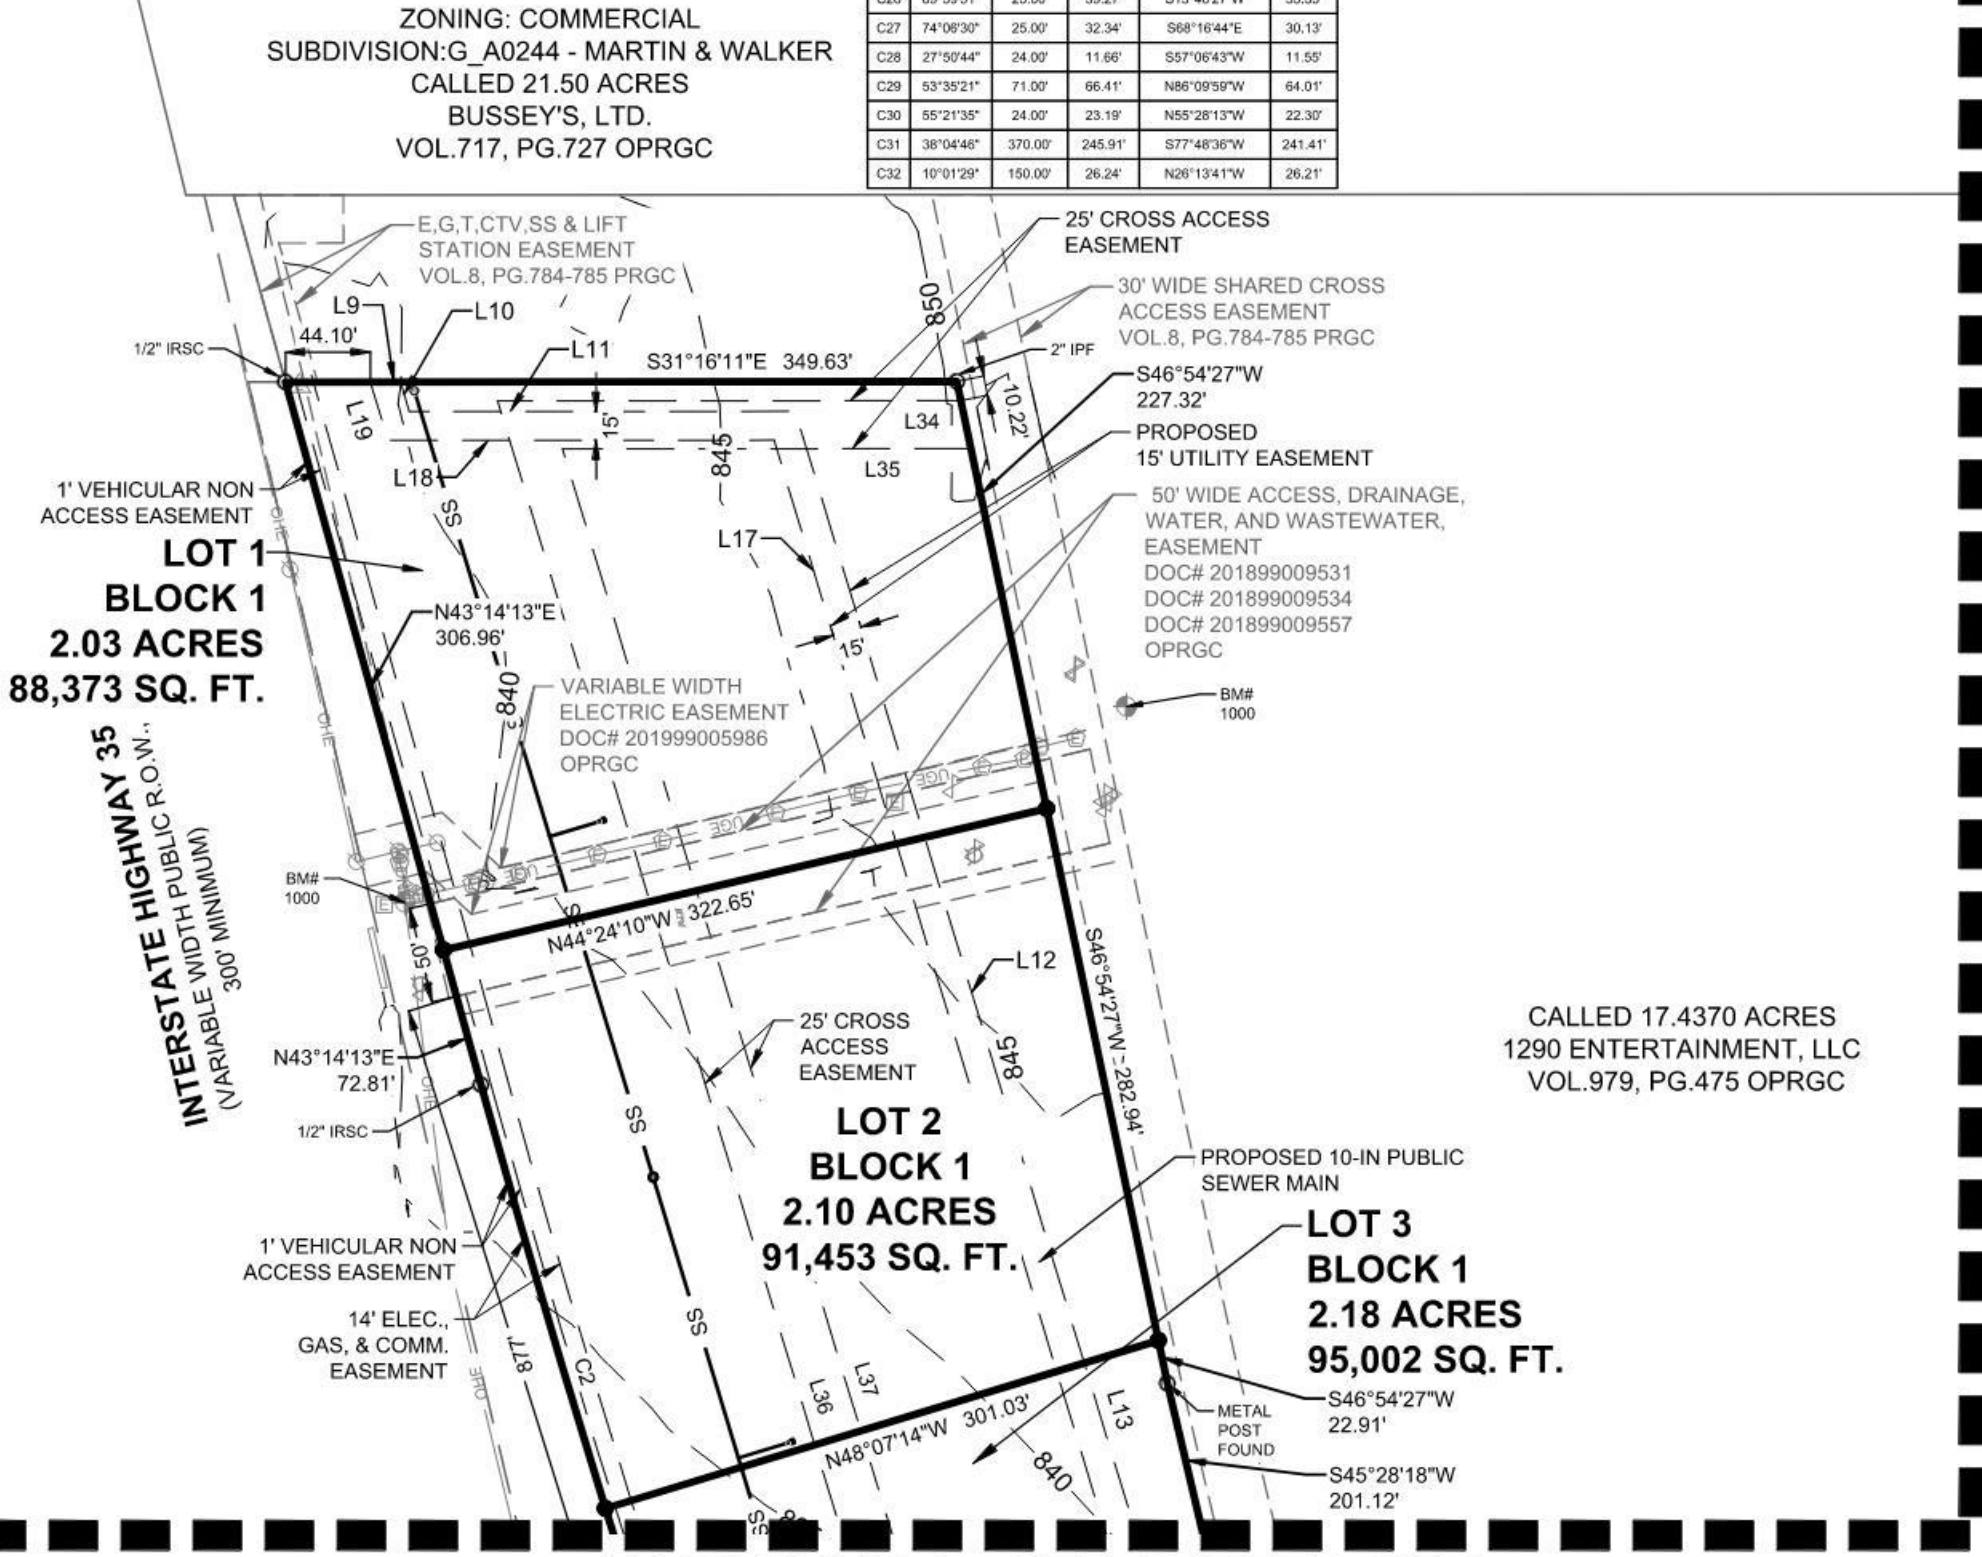 ZONING: COMMERCIAL
SUBDIVISION:G_A0244 - MARTIN & WALKER
CALLED 21.50 ACRES
BUSSEY'S, LTD.
VOL.717, PG.727 OPRGC
C27 74°06'30" 25.00' 32.34' S68°16'44"E 30.13'
C28 27°50'44" 24.00' 11.66' S57°06'43"W 11.55'
C29 53°35'21" 71.00' 66.41' N86°09'59"W 64.01'
C30 55°21'35" 24.00' 23.19' N55°28'13"W 22.30'
C31 38°04'46" 370.00' 245.91' S77°48'36"W 241.41'
C32 10°01'29" 150.00' 26.24' N26°13'41"W 26.21'
E,G,T,CTV,SS & LIFT
STATION EASEMENT
VOL.8, PG.784-785 PRGC
25' CROSS ACCESS
EASEMENT
850
30' WIDE SHARED CROSS
ACCESS EASEMENT
VOL.8, PG.784-785 PRGC
L9
L10
44.10'
1/2" IRSC
L11
S31°16'11"E 349.63'
2" IPF
S46°54'27"W
227.32'
10.22'
L19
15'
L34
845
PROPOSED
15' UTILITY EASEMENT
L18
L35
1' VEHICULAR NON
ACCESS EASEMENT
OHE
SS
50' WIDE ACCESS, DRAINAGE,
WATER, AND WASTEWATER,
EASEMENT
DOC# 201899009531
DOC# 201899009534
DOC# 201899009557
OPRGC
L17
LOT 1
BLOCK 1
2.03 ACRES
88,373 SQ. FT.
N43°14'13"E
306.96'
15'
840
VARIABLE WIDTH
ELECTRIC EASEMENT
DOC# 201999005986
OPRGC
BM#
1000
OHE
INTERSTATE HIGHWAY 35
(VARIABLE WIDTH PUBLIC R.O.W.,
300' MINIMUM)
UGE
UGE
UGE
BM#
1000
N44°24'10"W 322.65'
50'
L12
S46°54'27"W 282.94'
25' CROSS
ACCESS
EASEMENT
845
N43°14'13"E
72.81'
OHE
1/2" IRSC
SS
CALLED 17.4370 ACRES
1290 ENTERTAINMENT, LLC
VOL.979, PG.475 OPRGC
LOT 2
BLOCK 1
2.10 ACRES
91,453 SQ. FT.
PROPOSED 10-IN PUBLIC
SEWER MAIN
LOT 3
BLOCK 1
2.18 ACRES
95,002 SQ. FT.
1' VEHICULAR NON
ACCESS EASEMENT
14' ELEC.,
GAS, & COMM.
EASEMENT
877'
C2
OHE
SS
L36
L37
L13
N48°07'14"W 301.03'
METAL
POST
FOUND
S46°54'27"W
22.91'
S45°28'18"W
201.12'
840
SS